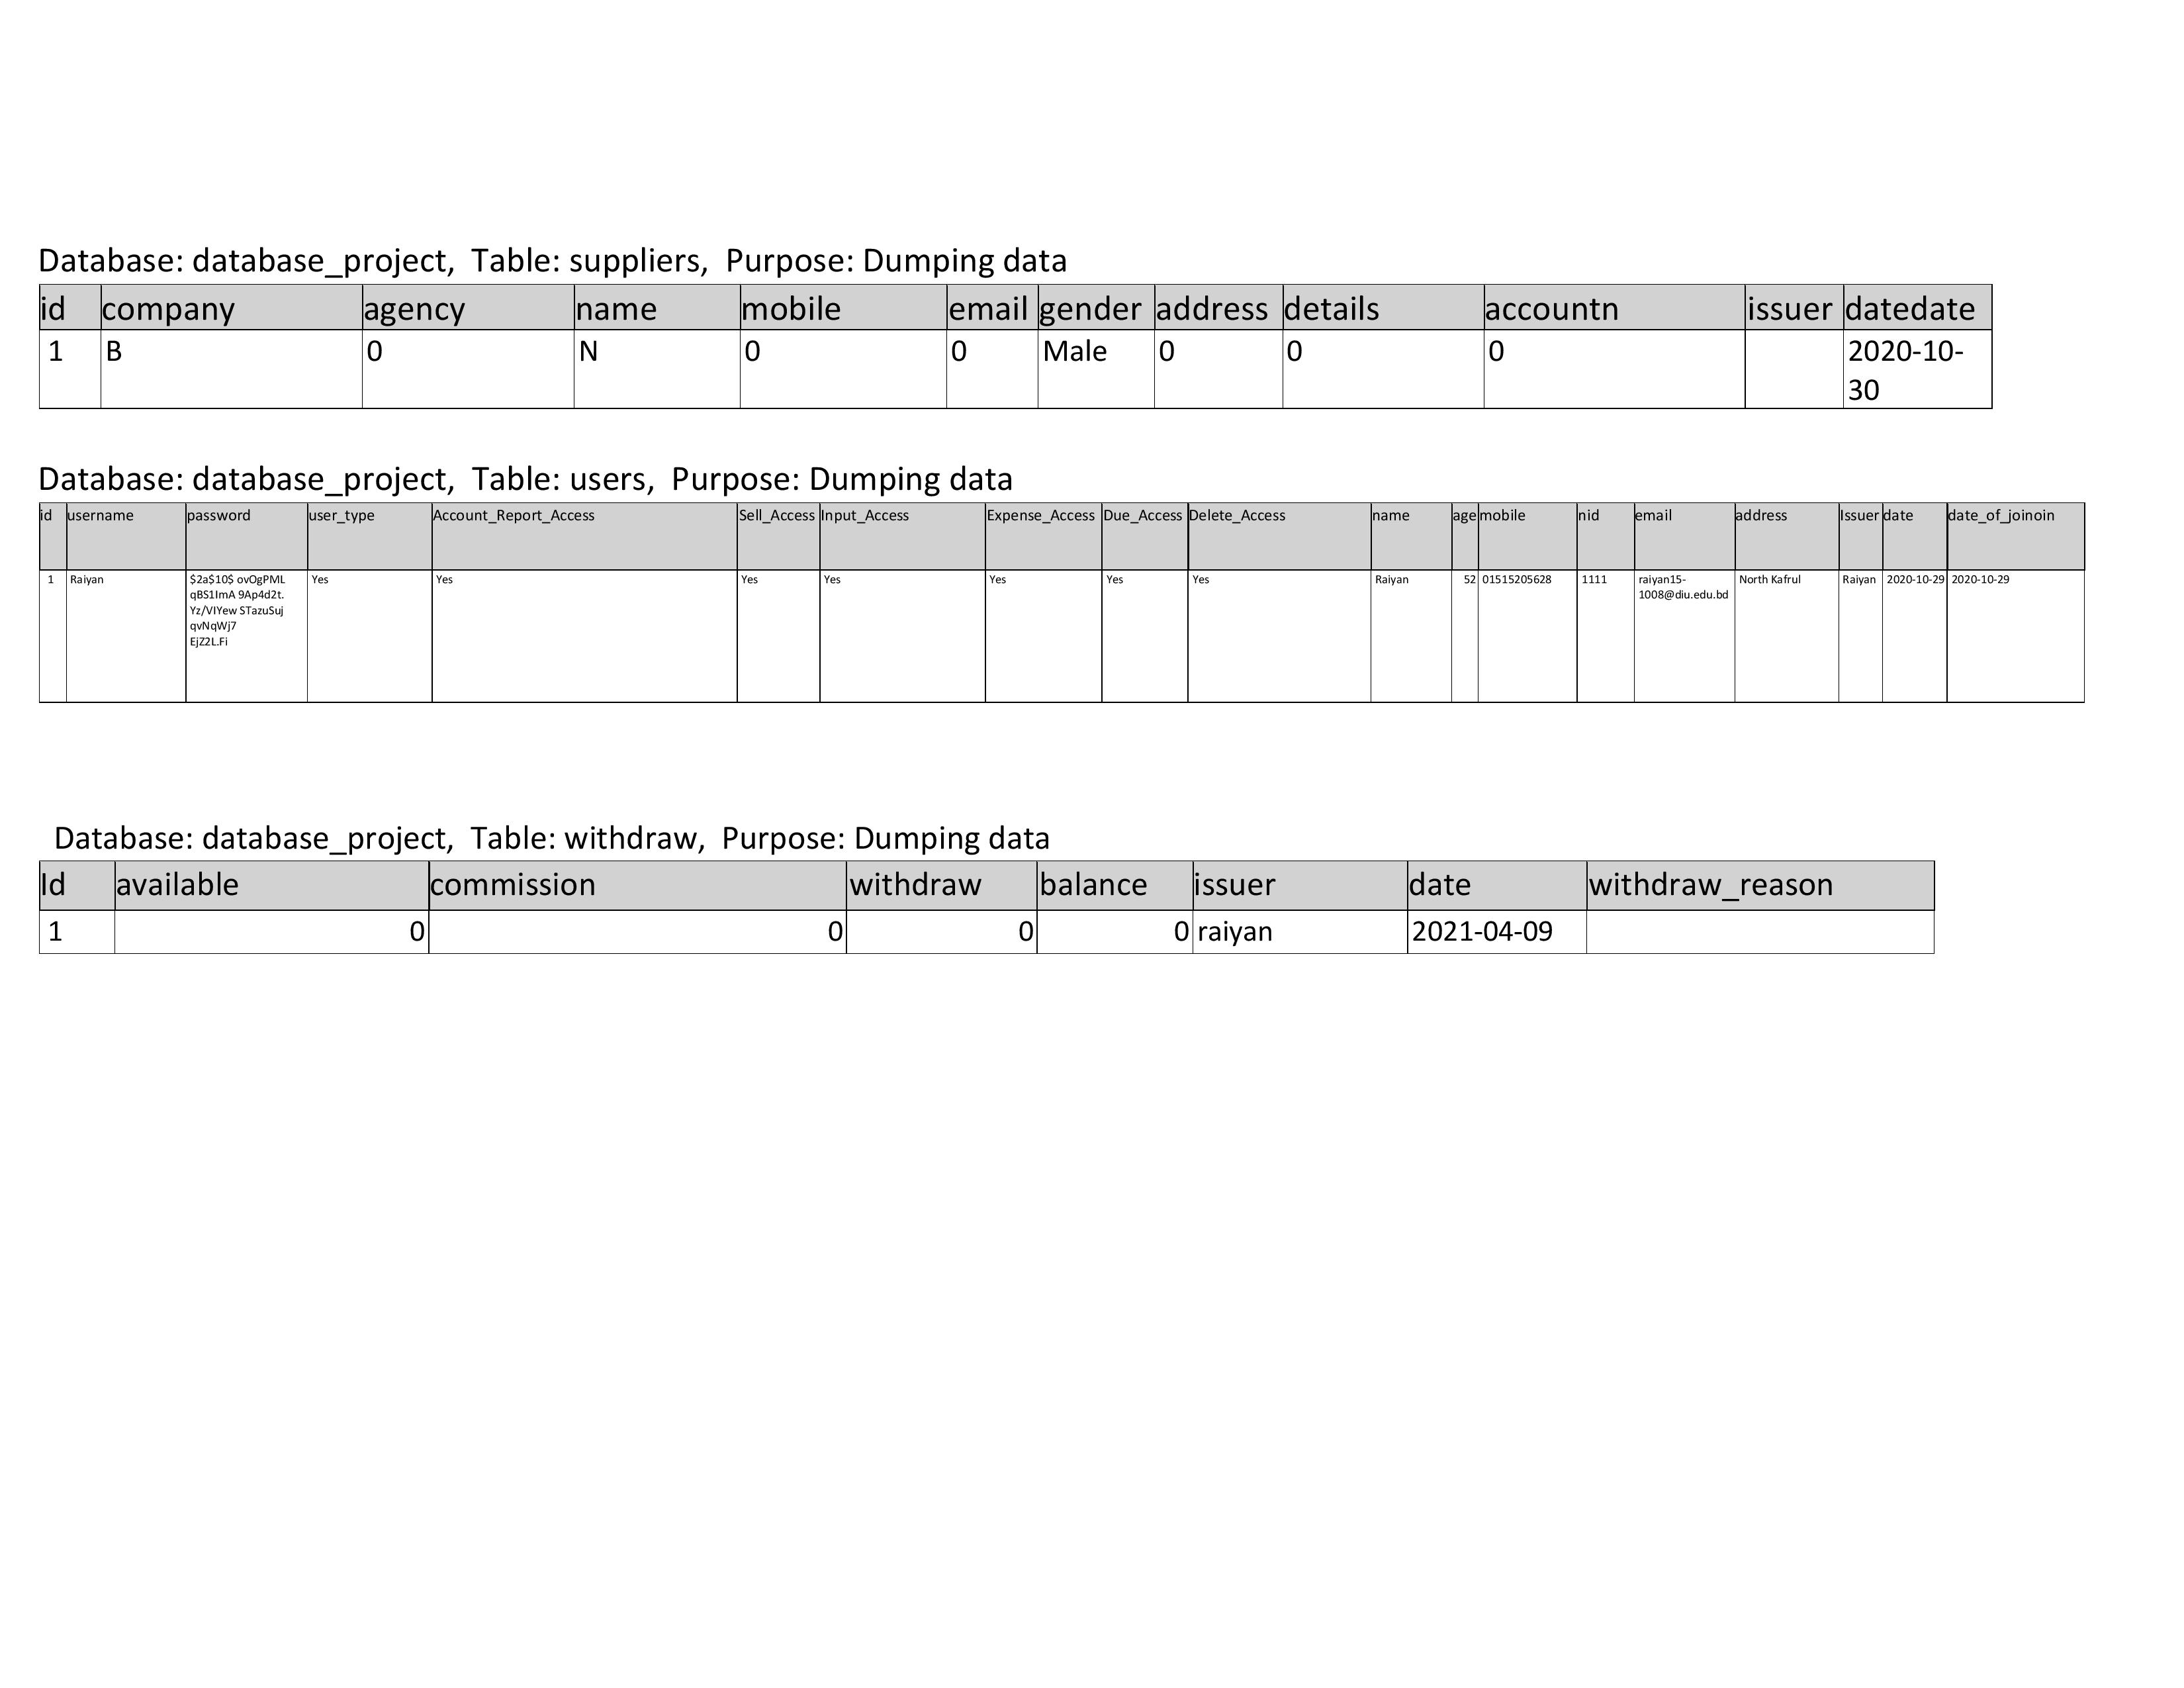 Database: database_project, Table: suppliers, Purpose: Dumping data
id company agency name mobile email gender address details accountn issuer datedate
1 B 0 N 0 0 Male 0 0 0 2020-10-
30
Database: database_project, Table: users, Purpose: Dumping data
id username password user_type Account_Report_Access Sell_Access Input_Access Expense_Access Due_Access Delete_Access name age mobile nid email address Issuer date date_of_joinoin
1 Raiyan $2a$10$ ovOgPML Yes Yes Yes Yes Yes Yes Yes Raiyan 52 01515205628 1111 raiyan15- North Kafrul Raiyan 2020-10-29 2020-10-29
qBS1ImA 9Ap4d2t. 1008@diu.edu.bd
Yz/VIYew STazuSuj
qvNqWj7
EjZ2L.Fi
Database: database_project, Table: withdraw, Purpose: Dumping data
Id available commission withdraw balance issuer date withdraw_reason
1 0 0 0 0 raiyan 2021-04-09